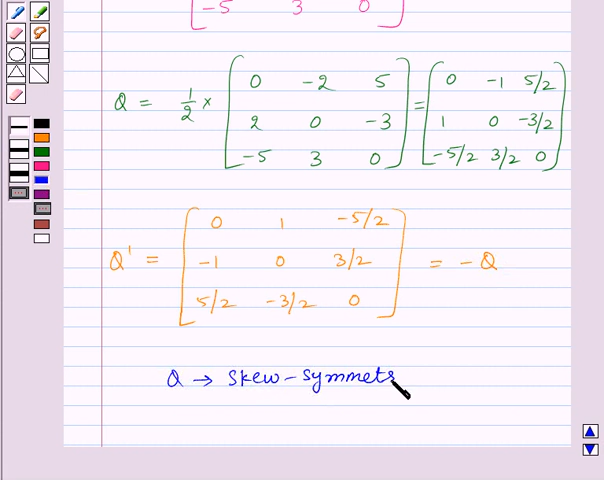 -5 3 0
Q = 1/2 × [0 -2 5 = [0 -1 5/2
2 0 -3 1 0 -3/2
-5 3 0] -5/2 3/2 0]
Q' = [0 1 -5/2
-1 0 3/2 = -Q
5/2 -3/2 0]
Q → Skew-symmets